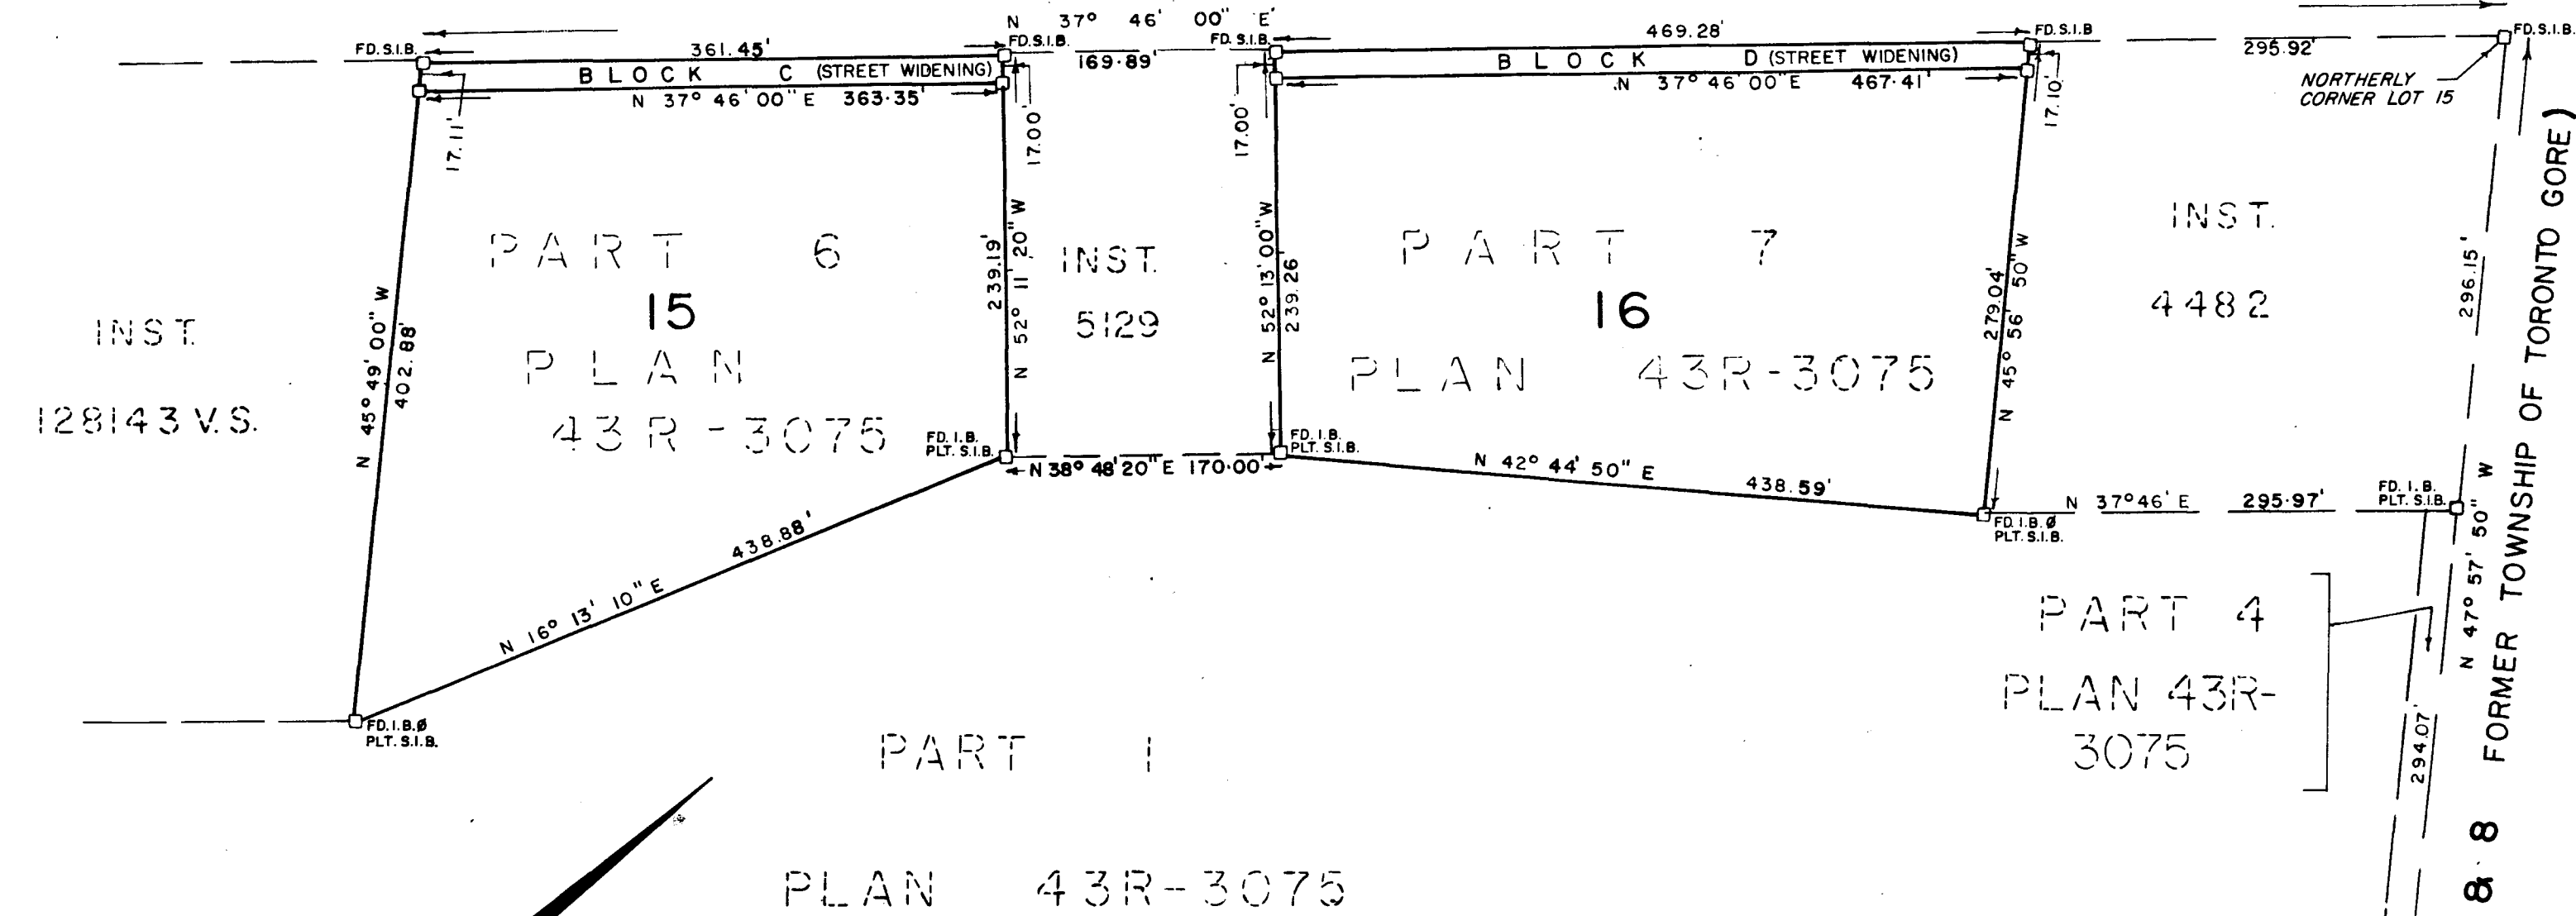 N 37° 46' 00" E
FD. S.I.B.
361.45'
FD. S.I.B.
169.89'
FD. S.I.B.
469.28'
FD. S.I.B
295.92'
FD. S.I.B.
BLOCK C (STREET WIDENING)
BLOCK D (STREET WIDENING)
N 37° 46' 00" E 363.35'
N 37° 46' 00" E 467.41'
NORTHERLY
CORNER LOT 15
17.11'
17.00'
17.00'
17.10'
PART 6
15
PLAN
43R-3075
N 45° 49' 00" W
402.88'
239.19'
N 52° 11' 20" W
INST.
5129
N 52° 13' 00" W
239.26
PART 7
16
PLAN 43R-3075
279.04'
N 45° 56' 50" W
INST.
4482
296.15'
INST.
128143 V.S.
FD. I.B.
PLT. S.I.B.
N 38° 48' 20" E 170.00'
FD. I.B.
PLT. S.I.B.
N 42° 44' 50" E 438.59'
FD. I.B. Ø
PLT. S.I.B.
N 37° 46' E 295.97'
FD. I.B.
PLT. S.I.B.
N 16° 13' 10" E 438.88'
FD. I.B. Ø
PLT. S.I.B.
N 47° 57' 50" W
294.07'
PART 4
PLAN 43R-
3075
PART 1
PLAN 43R-3075
& 8 FORMER TOWNSHIP OF TORONTO GORE)